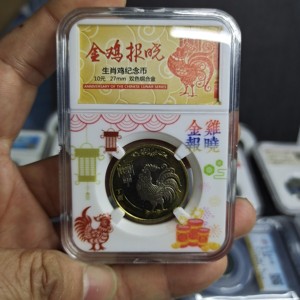 金鸡报晓
生肖鸡纪念币
10元 27mm 双色铜合金
ANNIVERSARY OF THE CHINESE LUNAR SERIES
金報
雞曉